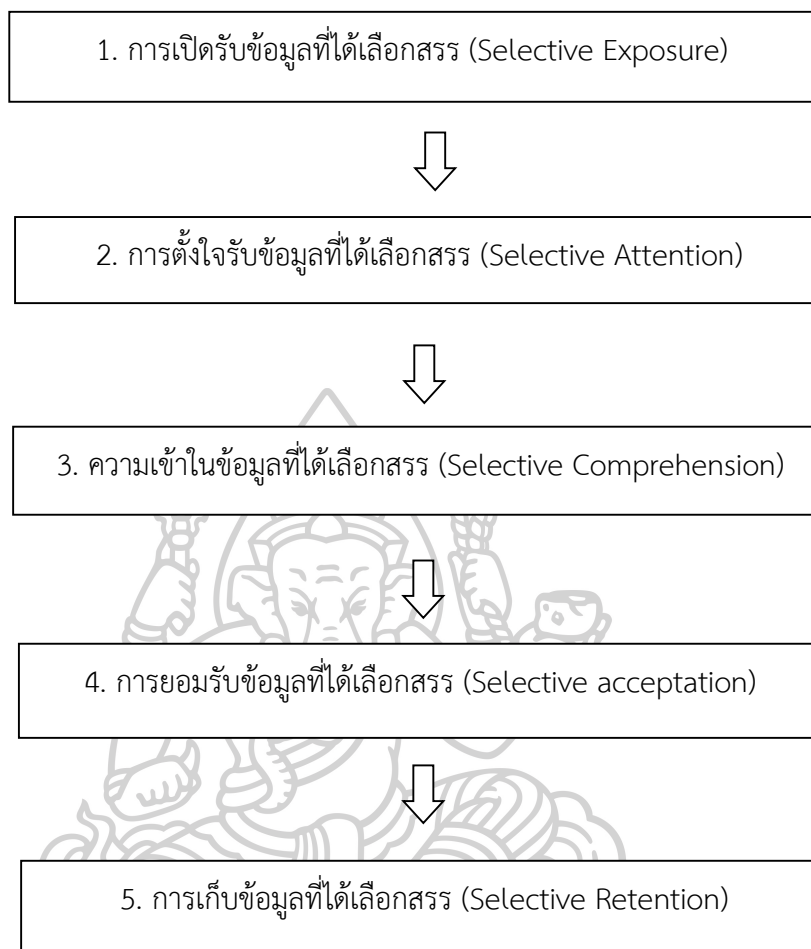 1. การเปิดรับข้อมูลที่ได้เลือกสรร (Selective Exposure)
2. การตั้งใจรับข้อมูลที่ได้เลือกสรร (Selective Attention)
3. ความเข้าในข้อมูลที่ได้เลือกสรร (Selective Comprehension)
4. การยอมรับข้อมูลที่ได้เลือกสรร (Selective acceptation)
5. การเก็บข้อมูลที่ได้เลือกสรร (Selective Retention)